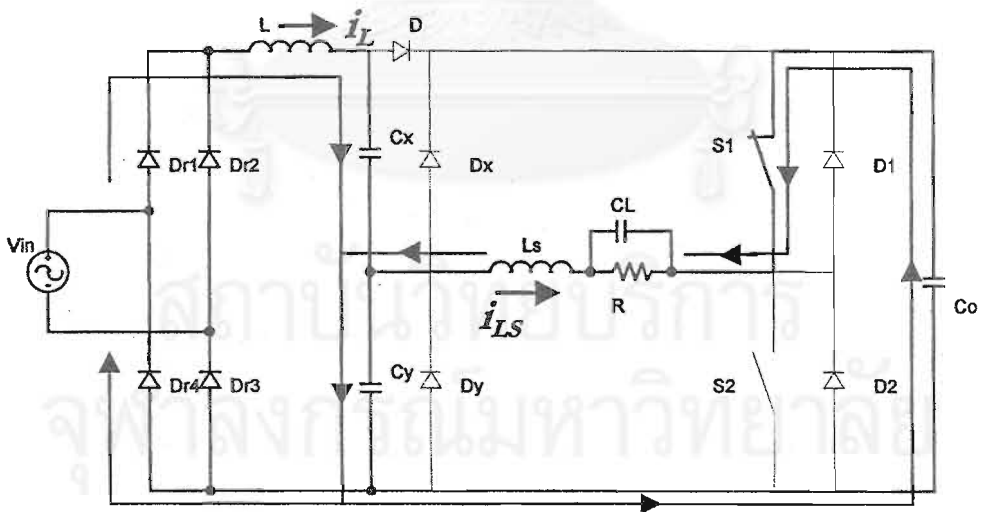 L i_L D
Cx
Dr1 Dr2 Dx S1 D1
CL
Vin Ls
R
i_LS Co
Dr4 Dr3 Cy Dy S2 D2
สถาบันวิทยบริการ
จุฬาลงกรณ์มหาวิทยาลัย